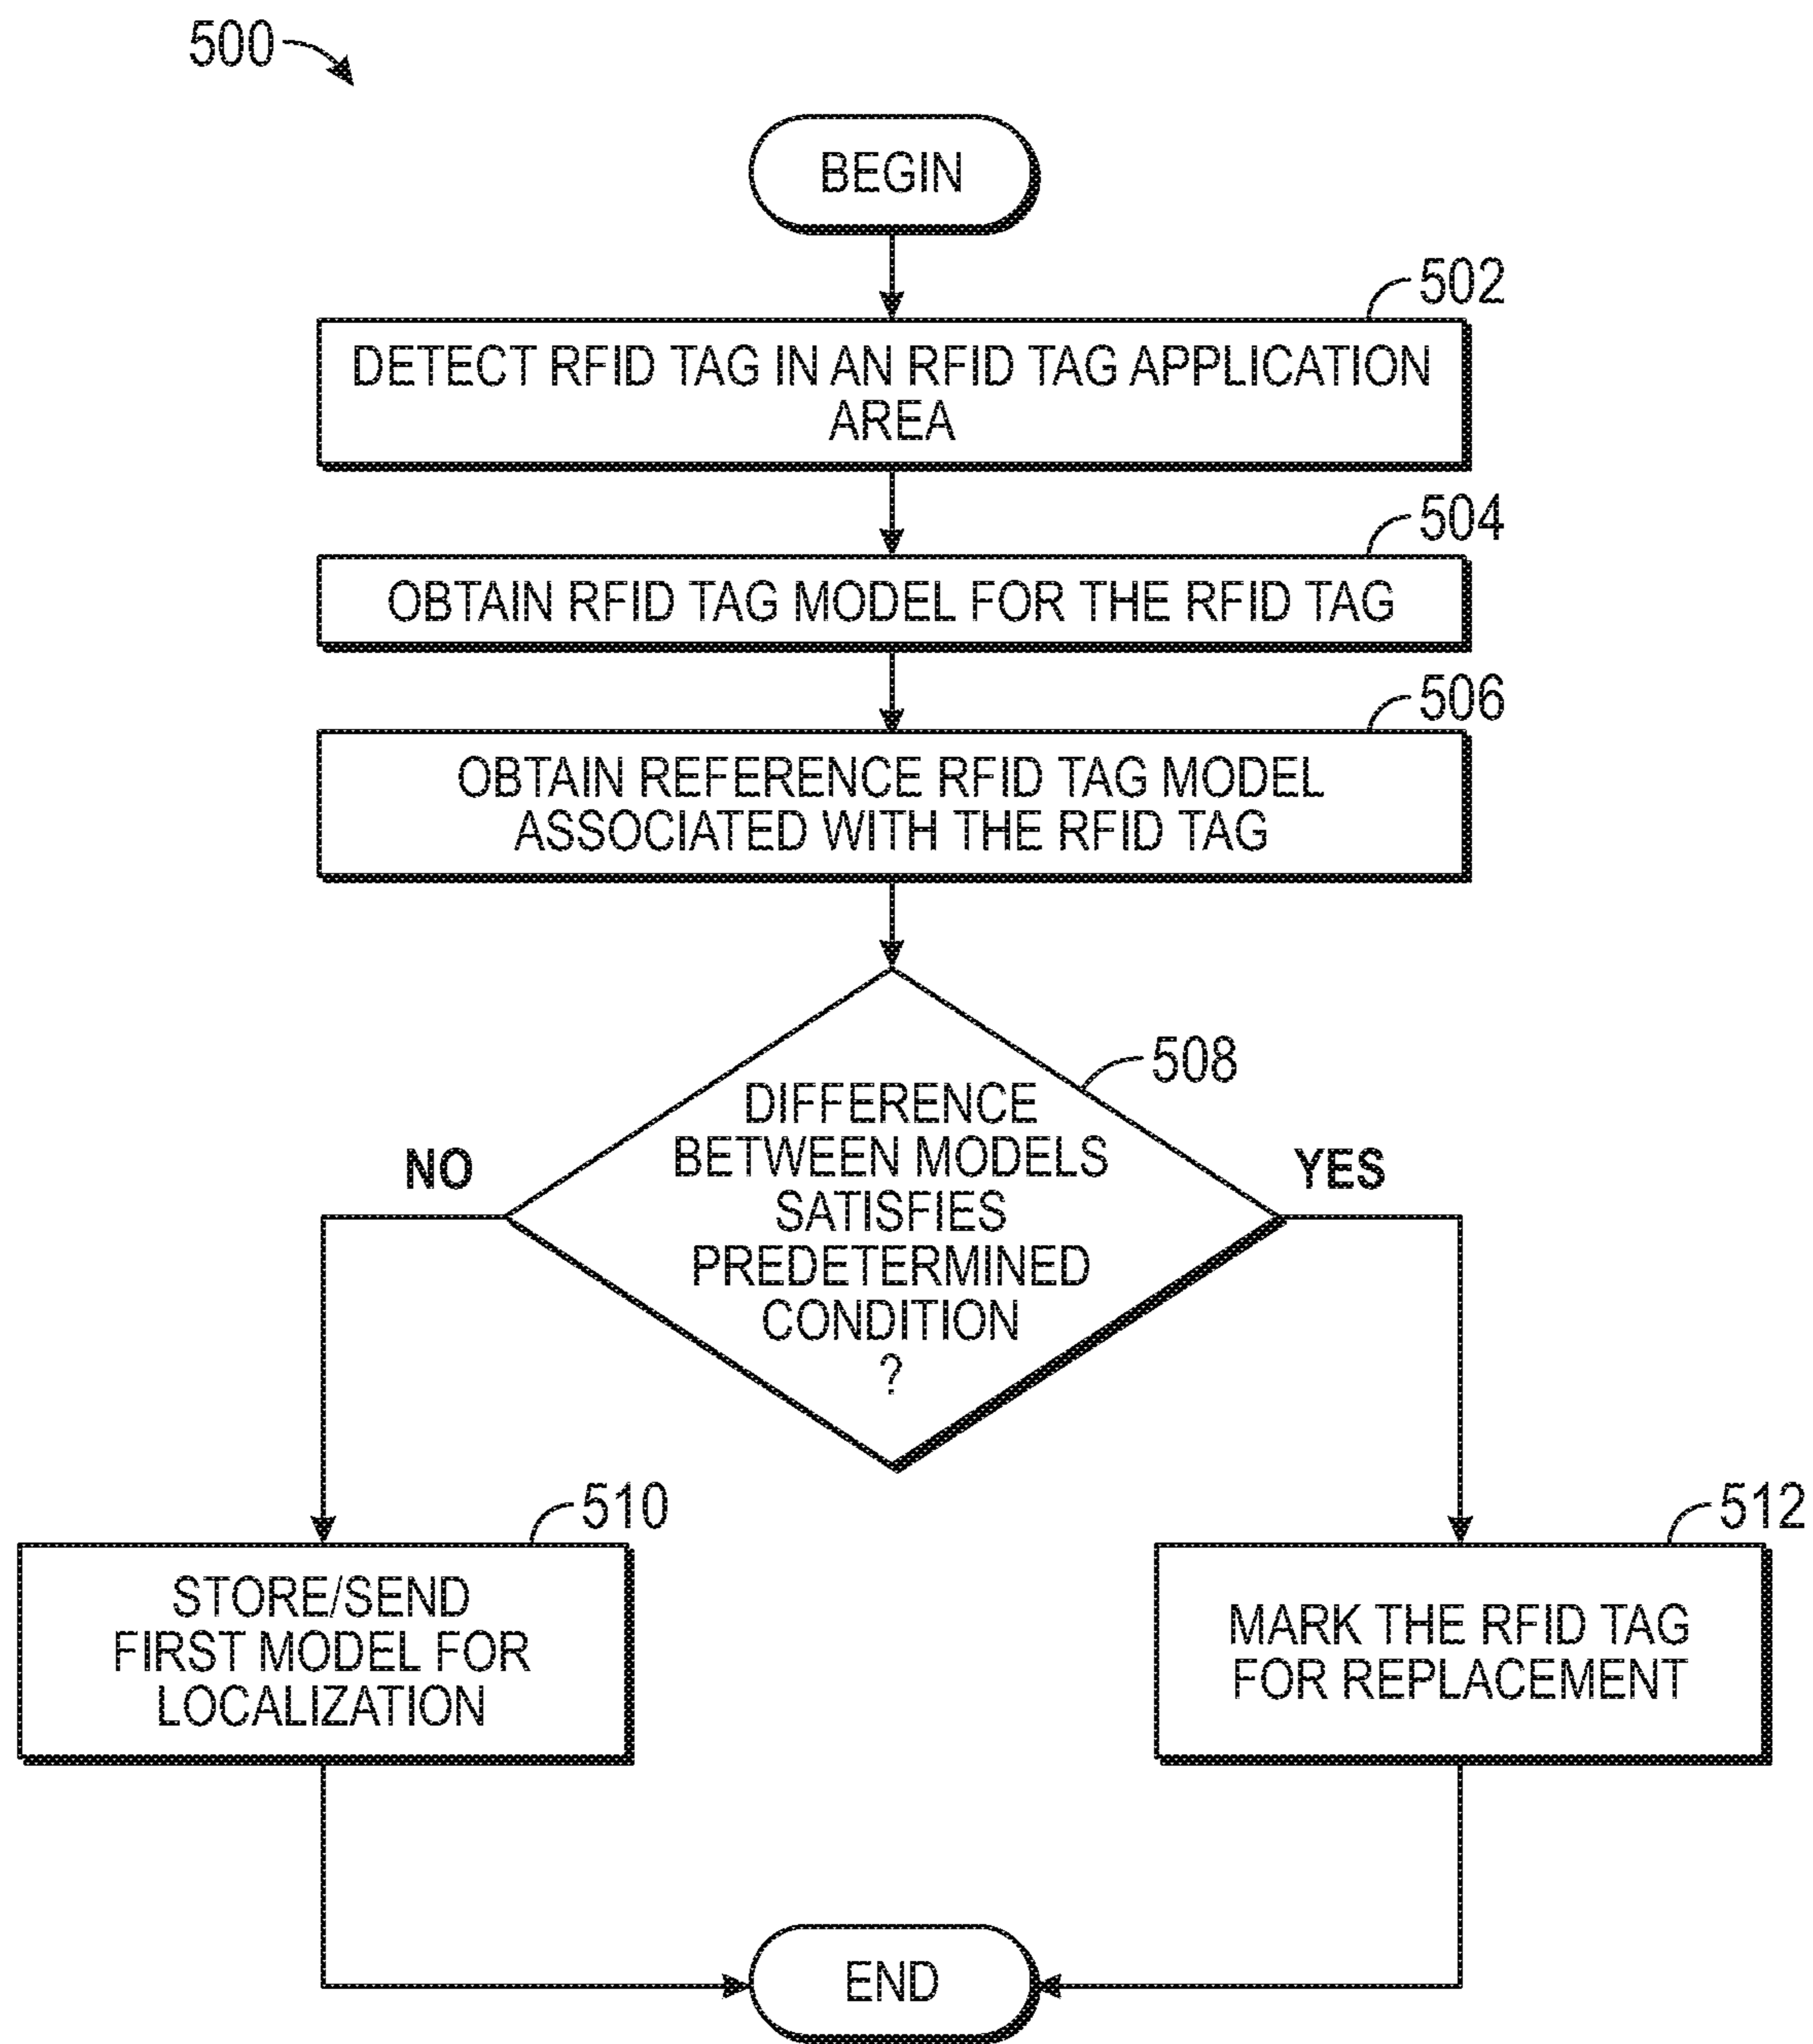 500
BEGIN
502
DETECT RFID TAG IN AN RFID TAG APPLICATION
AREA
504
OBTAIN RFID TAG MODEL FOR THE RFID TAG
506
OBTAIN REFERENCE RFID TAG MODEL
ASSOCIATED WITH THE RFID TAG
508
DIFFERENCE
BETWEEN MODELS
SATISFIES
PREDETERMINED
CONDITION
?
NO
YES
510
STORE/SEND
FIRST MODEL FOR
LOCALIZATION
512
MARK THE RFID TAG
FOR REPLACEMENT
END